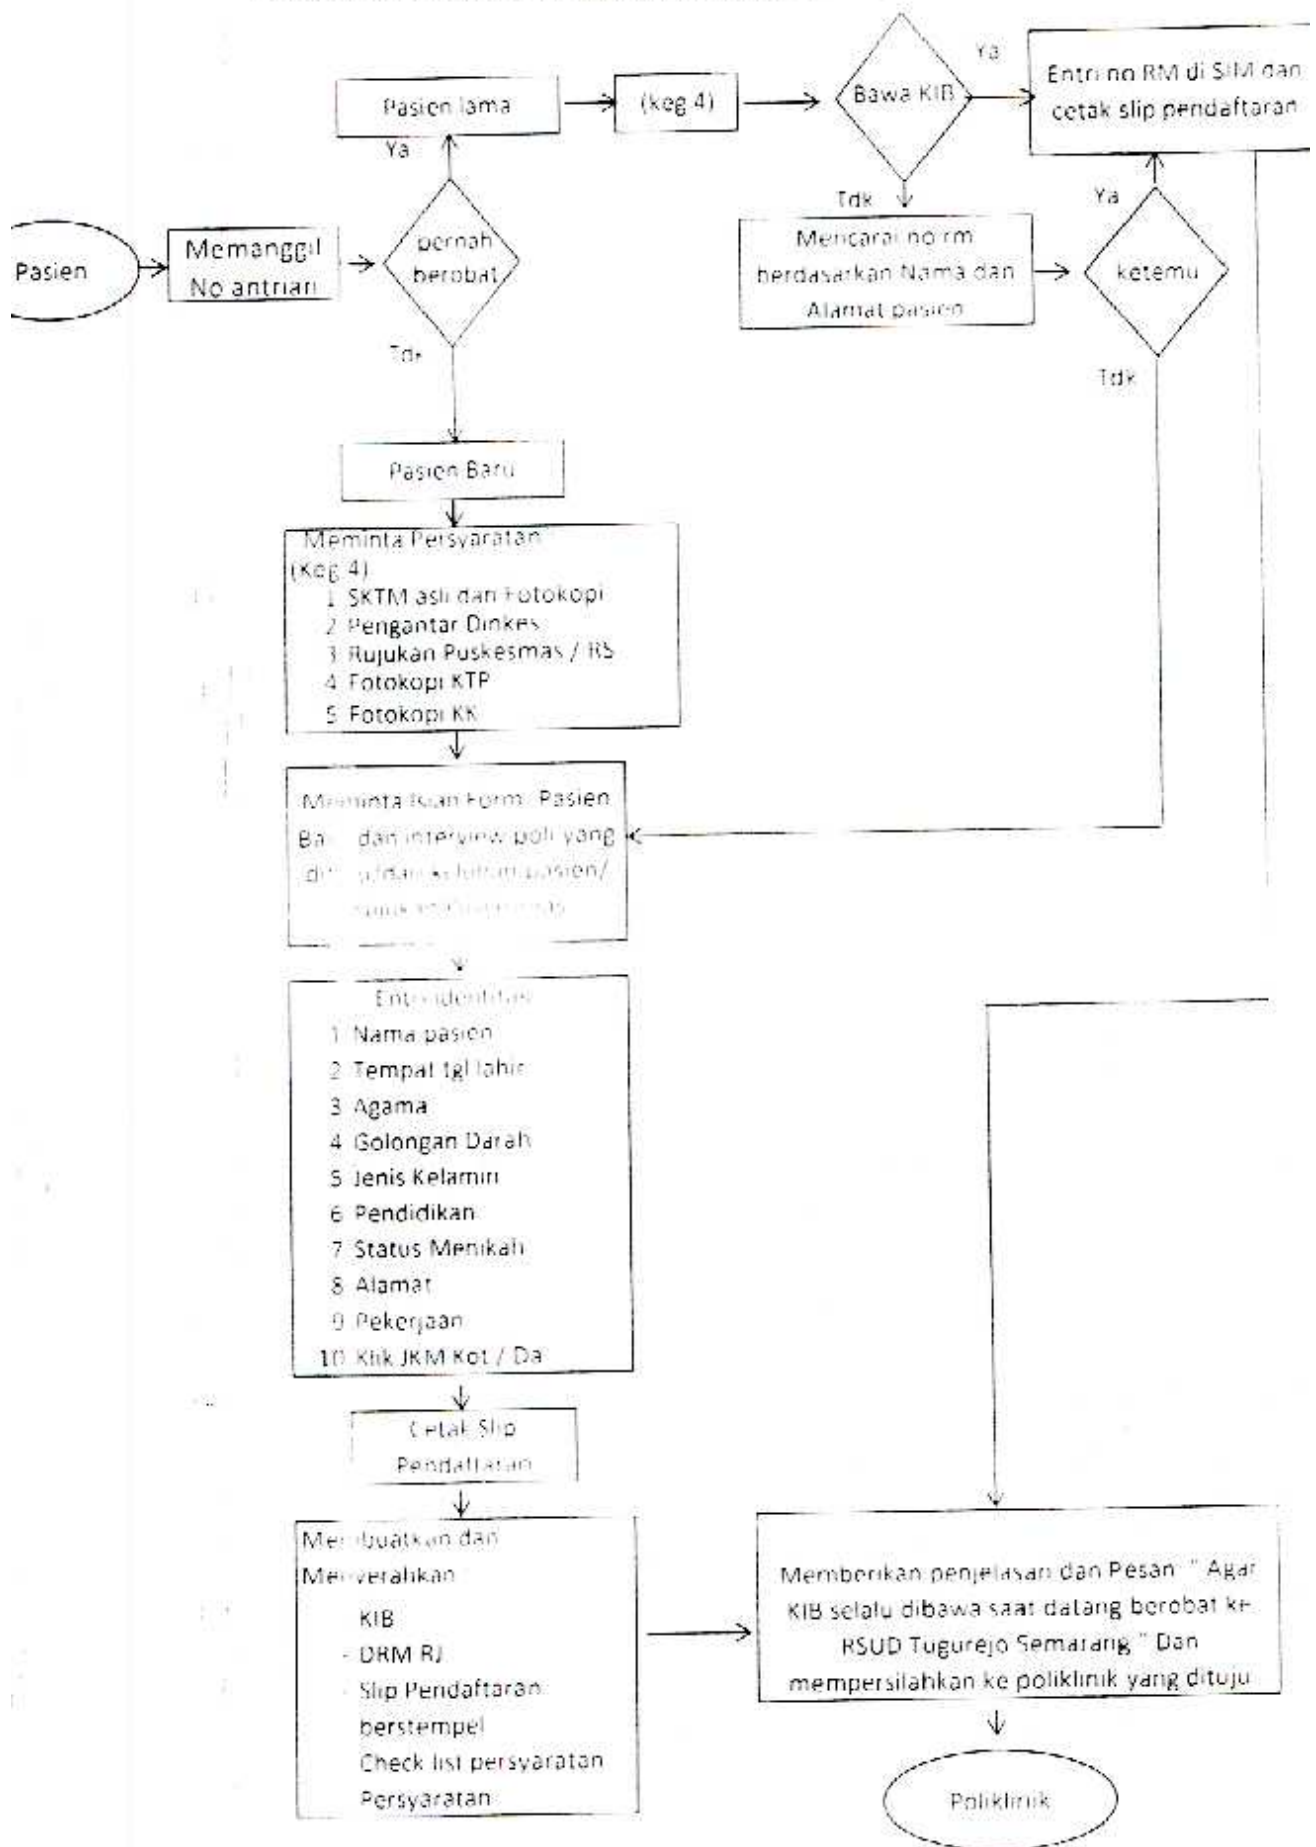 Ya
Pasien lama
(keg 4)
Bawa KIB
Entri no RM di SIM dan
cetak slip pendaftaran
Ya
Tdk
Ya
Pasien
Memanggil
No antrian
pernah
berobat
Mencarai no rm
berdasarkan Nama dan
Alamat pasien
ketemu
Tdk
Tdk
Pasien Baru
Meminta Persyaratan
(Keg 4)
1 SKTM asli dan Fotokopi
2 Pengantar Dinkes
3 Rujukan Puskesmas / RS
4 Fotokopi KTP
5 Fotokopi KK
Meminta Isian Form Pasien
dan interview poli yang
keluhan pasien/
Entri identitas
1 Nama pasien
2 Tempat tgl lahir
3 Agama
4 Golongan Darah
5 Jenis Kelamin
6 Pendidikan
7 Status Menikah
8 Alamat
9 Pekerjaan
10 Klik JKM Kot / Da
Cetak Slip
Pendaftaran
Membuatkan dan
Menyerahkan
KIB
- DRM RJ
- Slip Pendaftaran
berstempel
Check list persyaratan
Persyaratan
Memberikan penjelasan dan Pesan " Agar
KIB selalu dibawa saat datang berobat ke
RSUD Tugurejo Semarang " Dan
mempersilahkan ke poliklinik yang dituju
Poliklinik